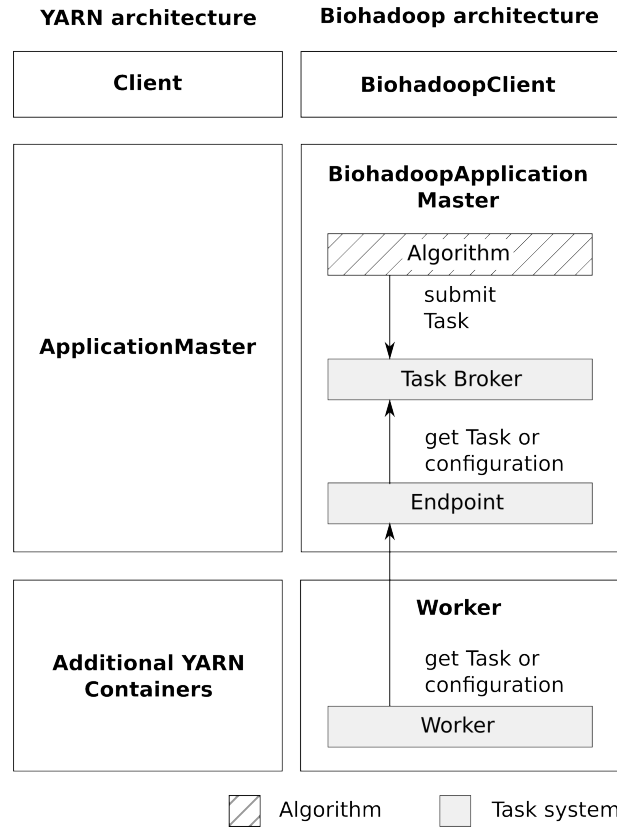 YARN architecture
Biohadoop architecture
Client
BiohadoopClient
ApplicationMaster
BiohadoopApplication
Master
Algorithm
submit
Task
Task Broker
get Task or
configuration
Endpoint
Additional YARN
Containers
Worker
get Task or
configuration
Worker
Algorithm
Task system